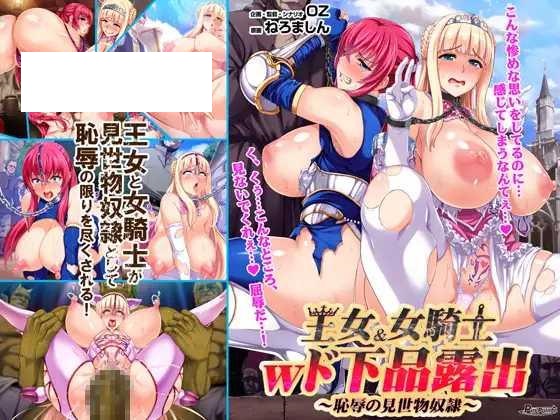 企画・原画・シナリオ OZ
原画 ねろましん
こんな惨めな思いをしてるのに…
感じてしまうなんてぇ…♥
く、くぅ…こんなところ、
見ないでくれぇ…♥ 屈辱だ…！
王女と女騎士が
見世物奴隷として
恥辱の限りを尽くされる！
王女&女騎士
Wド下品露出
～恥辱の見世物奴隷～